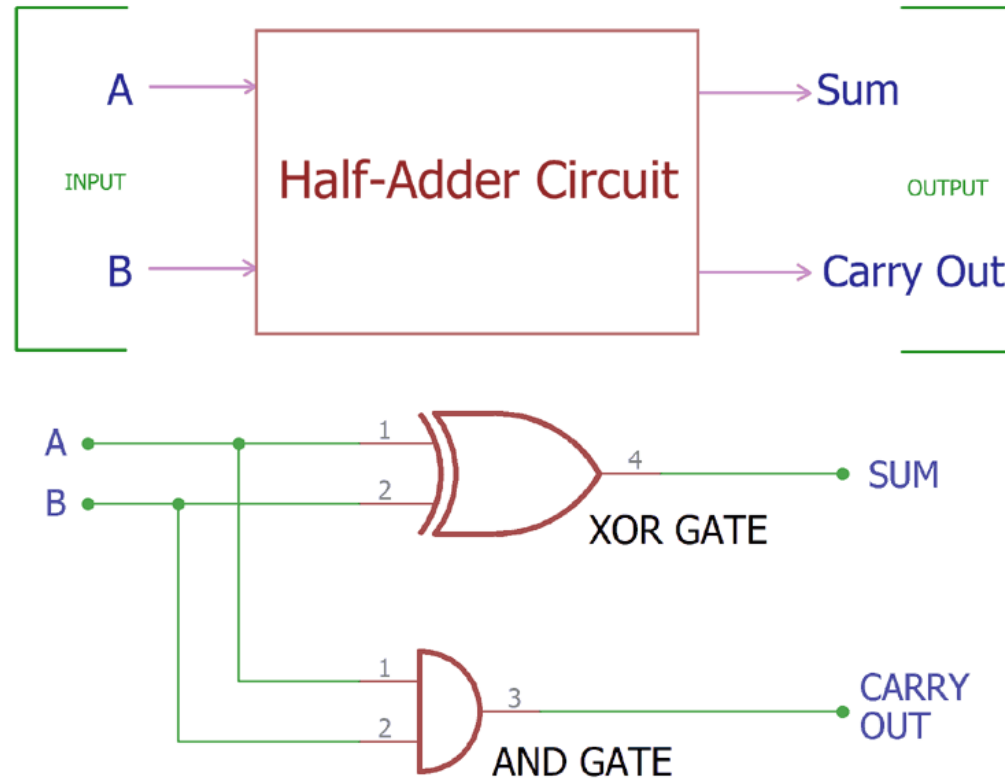 A
Sum
INPUT
Half-Adder Circuit
OUTPUT
B
Carry Out
A
1
4
SUM
B
2
XOR GATE
1
3
CARRY
OUT
2
AND GATE